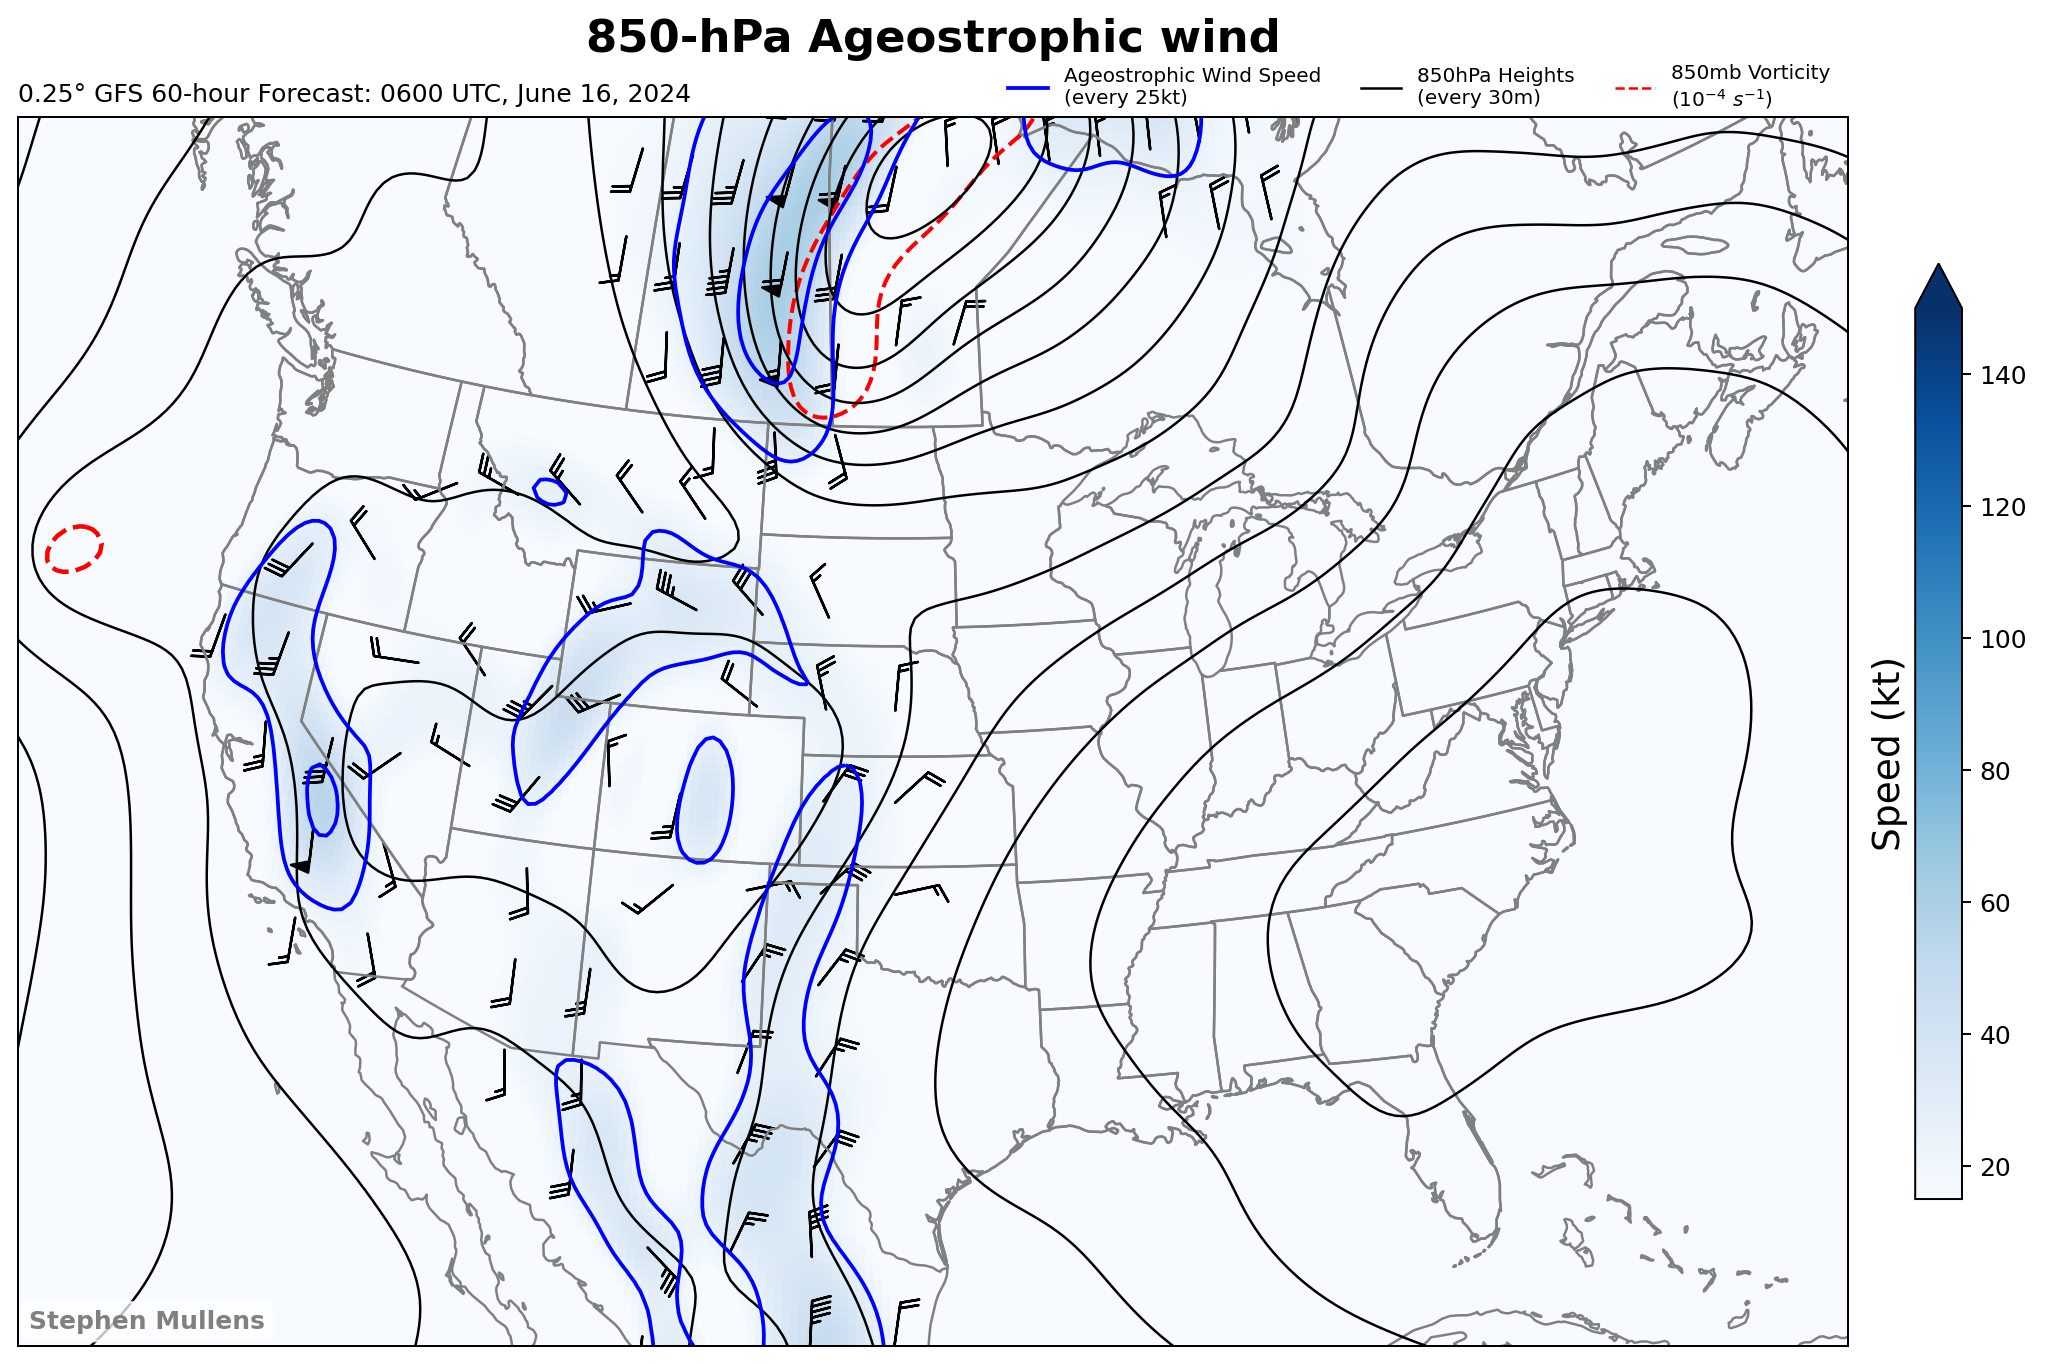 850-hPa Ageostrophic wind
0.25° GFS 60-hour Forecast: 0600 UTC, June 16, 2024
Ageostrophic Wind Speed
(every 25kt)
850hPa Heights
(every 30m)
850mb Vorticity
(10⁻⁴ s⁻¹)
140
120
100
80
60
40
20
Speed (kt)
Stephen Mullens